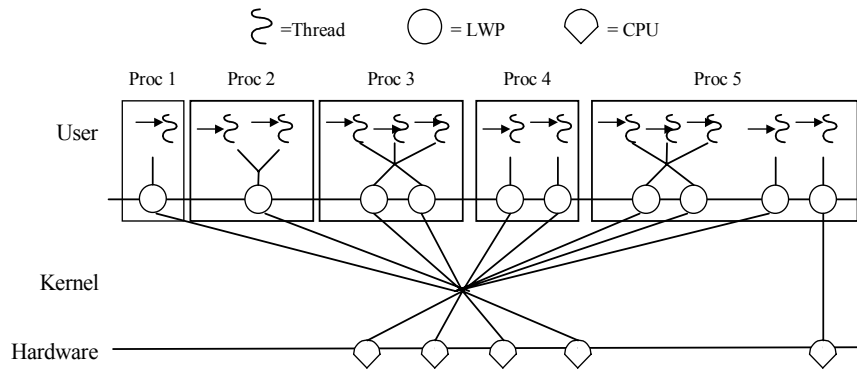 =Thread = LWP = CPU
Proc 1 Proc 2 Proc 3 Proc 4 Proc 5
User
Kernel
Hardware